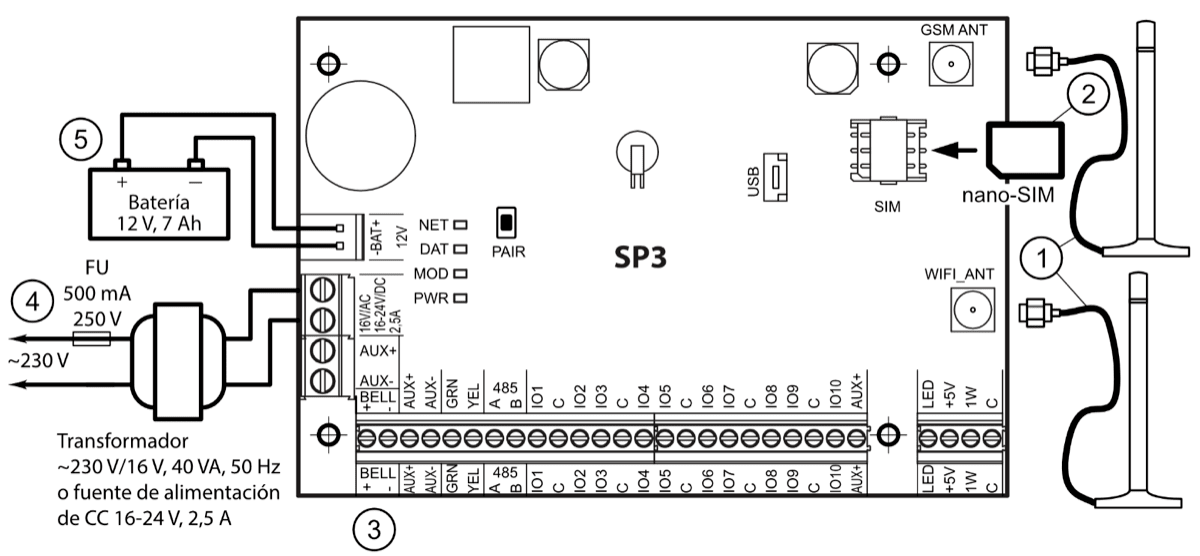 GSM ANT
2
5
+ −
Batería
12 V, 7 Ah
-BAT+
12V
NET
DAT
MOD
PWR
PAIR
SP3
USB
SIM
nano-SIM
1
WIFI_ANT
4
FU
500 mA
250 V
~230 V
16V/AC
16-24V/DC
2,5A
AUX+
AUX-
BELL
+ -
AUX+ AUX- GRN YEL A 485 B IO1 C IO2 IO3 C IO4 IO5 C IO6 IO7 C IO8 IO9 C IO10 AUX+ LED +5V 1W C
Transformador
~230 V/16 V, 40 VA, 50 Hz
o fuente de alimentación
de CC 16-24 V, 2,5 A
BELL
+ -
AUX+ AUX- GRN YEL A 485 B IO1 C IO2 IO3 C IO4 IO5 C IO6 IO7 C IO8 IO9 C IO10 AUX+ LED +5V 1W C
3